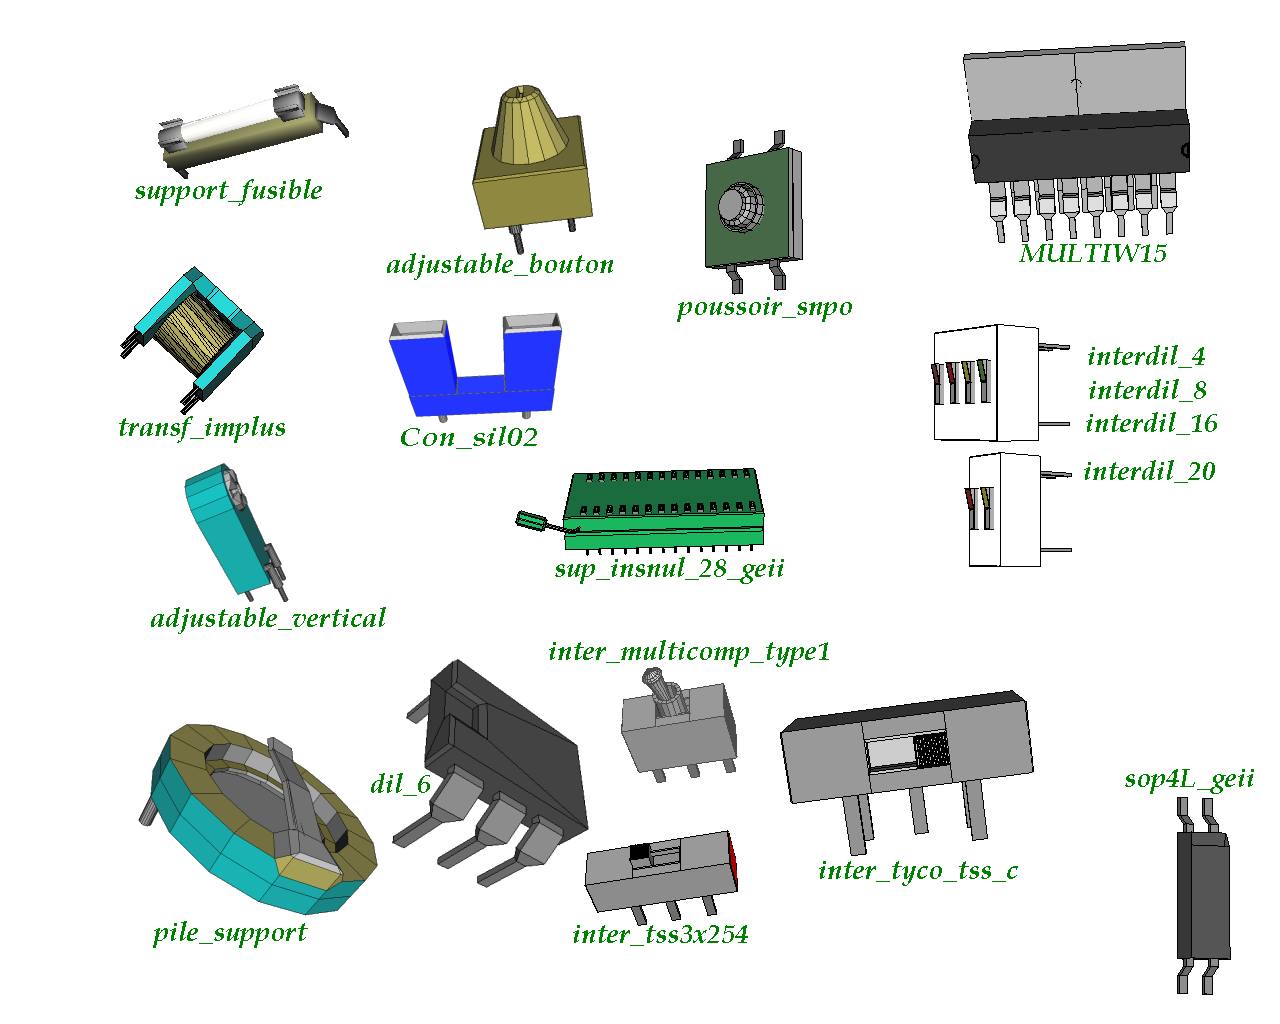 support_fusible
adjustable_bouton
poussoir_snpo
MULTIW15
transf_implus
Con_sil02
interdil_4
interdil_8
interdil_16
interdil_20
adjustable_vertical
sup_insnul_28_geii
inter_multicomp_type1
dil_6
sop4L_geii
inter_tyco_tss_c
pile_support
inter_tss3x254